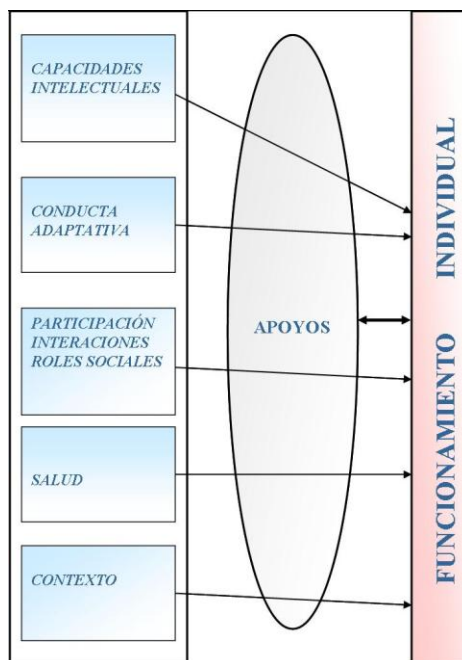 CAPACIDADES
INTELECTUALES
CONDUCTA
ADAPTATIVA
PARTICIPACIÓN
INTERACIONES
ROLES SOCIALES
SALUD
CONTEXTO
APOYOS
FUNCIONAMIENTO INDIVIDUAL